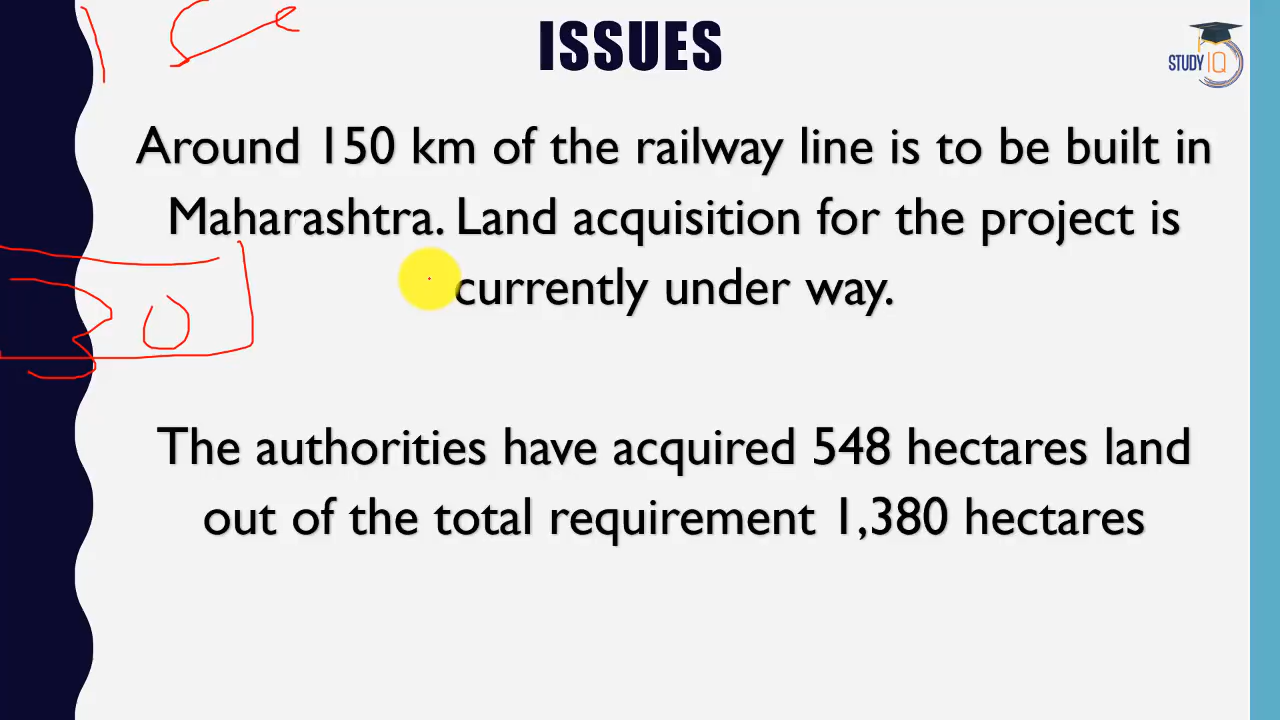 ISSUES
STUDY IQ
Around 150 km of the railway line is to be built in
Maharashtra. Land acquisition for the project is
currently under way.
The authorities have acquired 548 hectares land
out of the total requirement 1,380 hectares